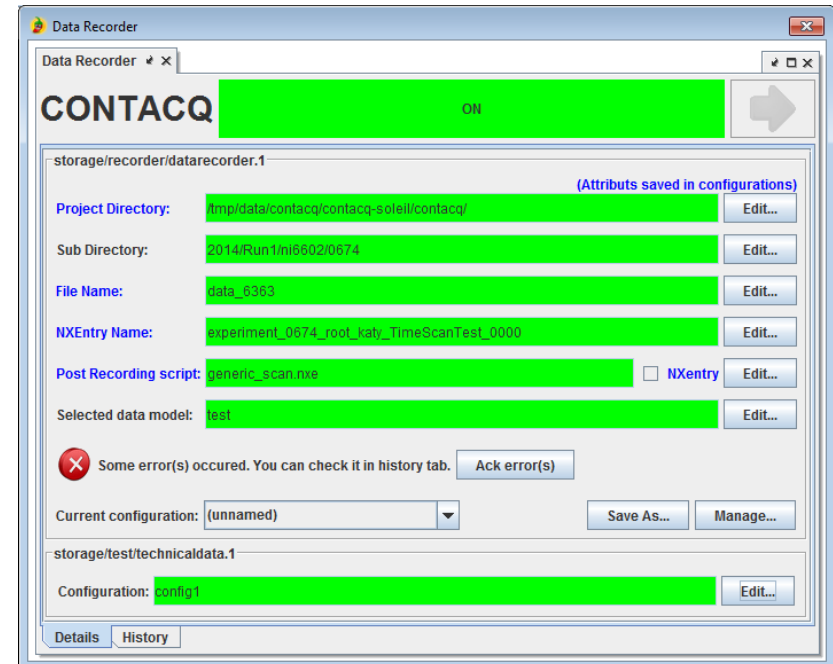 Data Recorder
Data Recorder
CONTACQ ON
storage/recorder/datarecorder.1
(Attributs saved in configurations)
Project Directory: /tmp/data/contacq/contacq-soleil/contacq/ Edit...
Sub Directory: 2014/Run1/ni6602/0674 Edit...
File Name: data_6363 Edit...
NXEntry Name: experiment_0674_root_katy_TimeScanTest_0000 Edit...
Post Recording script: generic_scan.nxe NXentry Edit...
Selected data model: test Edit...
Some error(s) occured. You can check it in history tab. Ack error(s)
Current configuration: (unnamed) Save As... Manage...
storage/test/technicaldata.1
Configuration: config1 Edit...
Details History